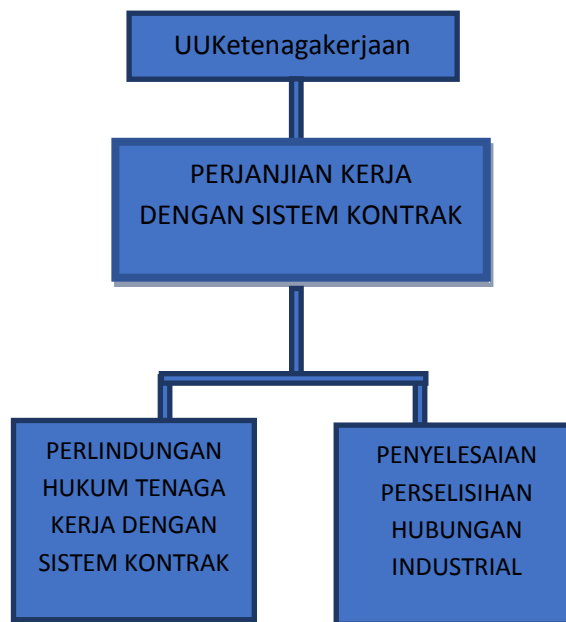 UUKetenagakerjaan
PERJANJIAN KERJA
DENGAN SISTEM KONTRAK
PERLINDUNGAN
HUKUM TENAGA
KERJA DENGAN
SISTEM KONTRAK
PENYELESAIAN
PERSELISIHAN
HUBUNGAN
INDUSTRIAL